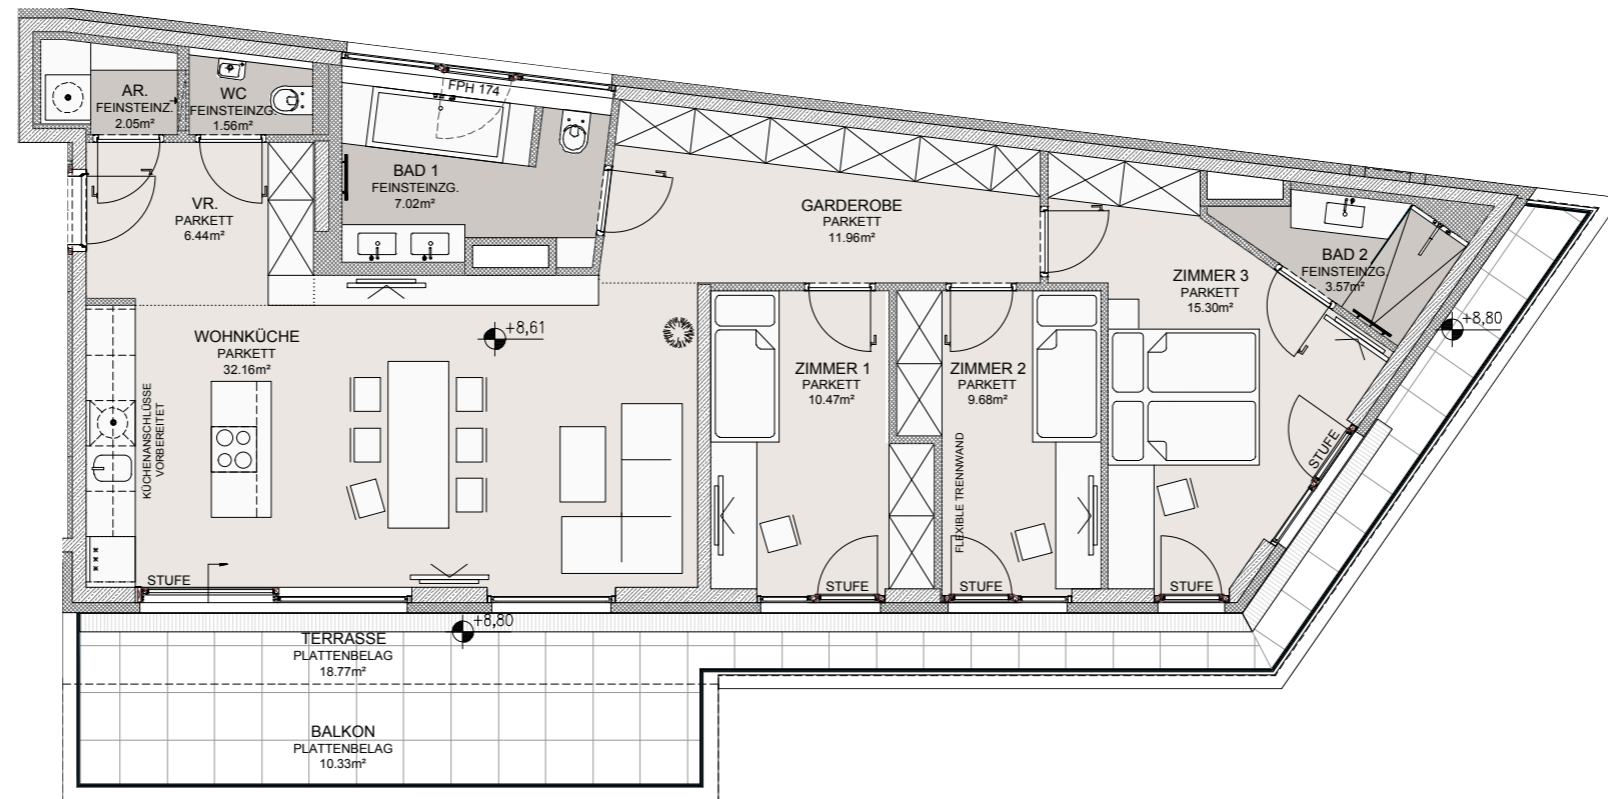 AR.
FEINSTEINZ.
2.05m²
WC
FEINSTEINZG.
1.56m²
FPH 174
BAD 1
FEINSTEINZG.
7.02m²
VR.
PARKETT
6.44m²
GARDEROBE
PARKETT
11.96m²
ZIMMER 3
PARKETT
15.30m²
BAD 2
FEINSTEINZG.
3.57m²
+8,80
WOHNKÜCHE
PARKETT
32.16m²
+8,61
ZIMMER 1
PARKETT
10.47m²
ZIMMER 2
PARKETT
9.68m²
KÜCHENANSCHLÜSSE
VORBEREITET
FLEXIBLE TRENNWAND
STUFE
STUFE
STUFE
STUFE
STUFE
+8,80
TERRASSE
PLATTENBELAG
18.77m²
BALKON
PLATTENBELAG
10.33m²